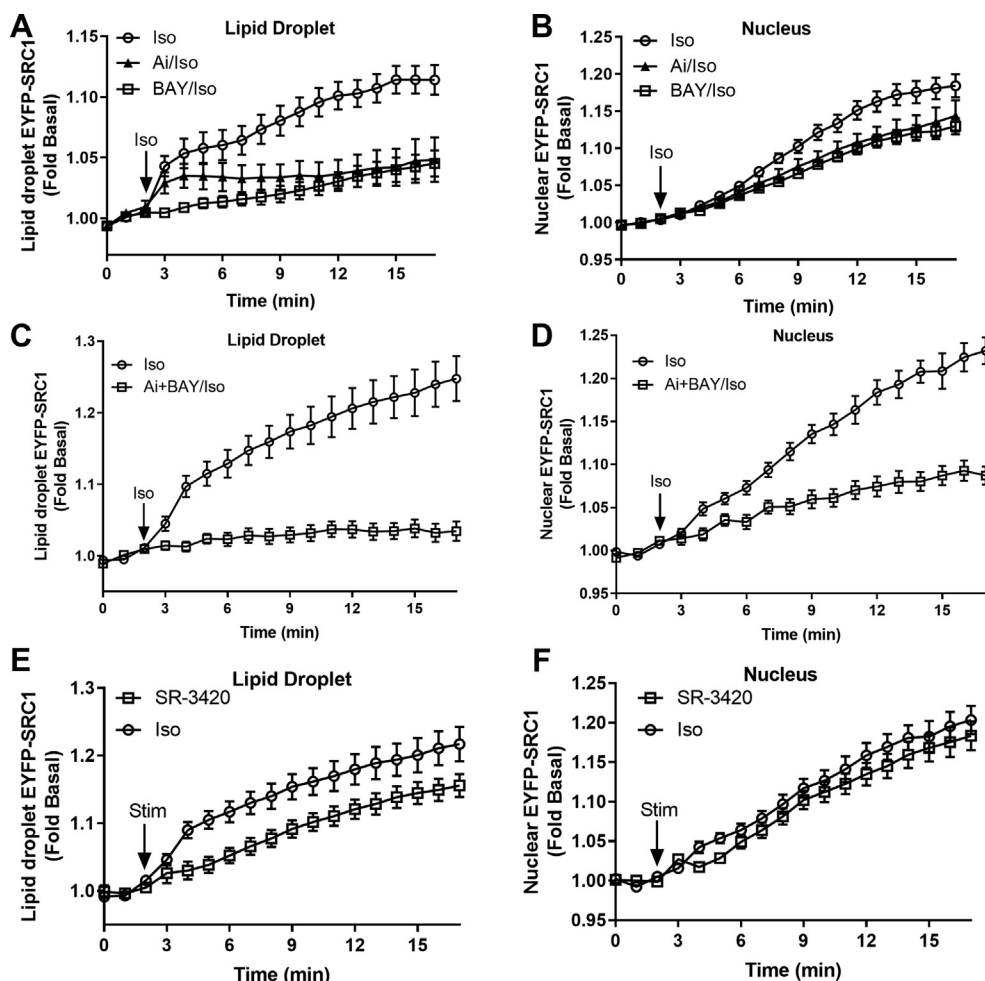 A
Lipid Droplet
Iso
Ai/Iso
BAY/Iso
Iso
Lipid droplet EYFP-SRC1
(Fold Basal)
1.15
1.10
1.05
1.00
0 3 6 9 12 15
Time (min)
B
Nucleus
Iso
Ai/Iso
BAY/Iso
Iso
Nuclear EYFP-SRC1
(Fold Basal)
1.25
1.20
1.15
1.10
1.05
1.00
0.95
0 3 6 9 12 15
Time (min)
C
Lipid Droplet
Iso
Ai+BAY/Iso
Iso
Lipid droplet EYFP-SRC1
(Fold Basal)
1.3
1.2
1.1
1.0
0 3 6 9 12 15
Time (min)
D
Nucleus
Iso
Ai+BAY/Iso
Iso
Nuclear EYFP-SRC1
(Fold Basal)
1.25
1.20
1.15
1.10
1.05
1.00
0.95
0 3 6 9 12 15
Time (min)
E
Lipid Droplet
SR-3420
Iso
Stim
Lipid droplet EYFP-SRC1
(Fold Basal)
1.3
1.2
1.1
1.0
0 3 6 9 12 15
Time (min)
F
Nucleus
SR-3420
Iso
Stim
Nuclear EYFP-SRC1
(Fold Basal)
1.25
1.20
1.15
1.10
1.05
1.00
0.95
0 3 6 9 12 15
Time (min)